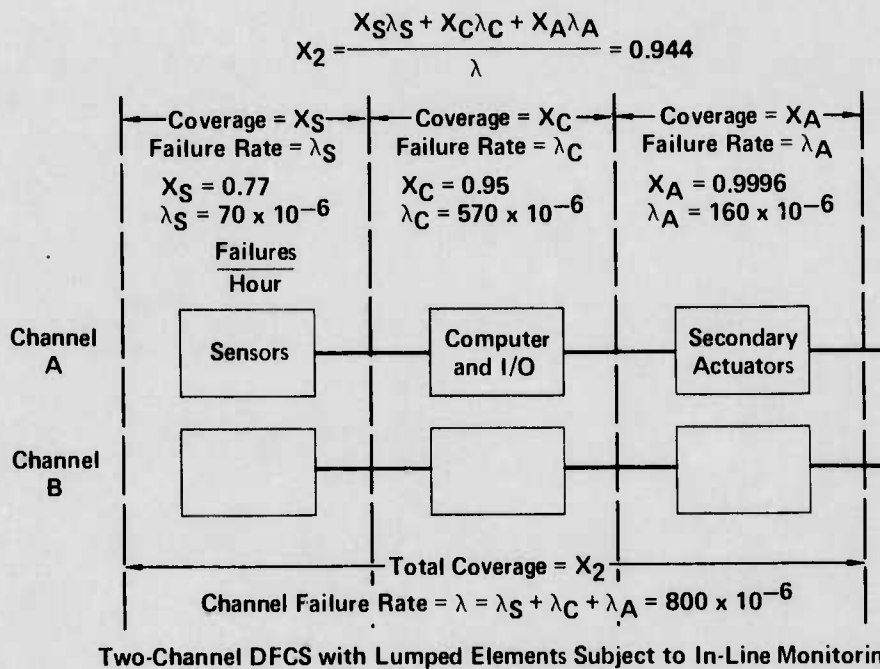 X₂ = (X_Sλ_S + X_Cλ_C + X_Aλ_A) / λ = 0.944
Coverage = X_S
Failure Rate = λ_S
X_S = 0.77
λ_S = 70 x 10⁻⁶
Failures
Hour
Coverage = X_C
Failure Rate = λ_C
X_C = 0.95
λ_C = 570 x 10⁻⁶
Coverage = X_A
Failure Rate = λ_A
X_A = 0.9996
λ_A = 160 x 10⁻⁶
Channel
A
Sensors
Computer
and I/O
Secondary
Actuators
Channel
B
Total Coverage = X₂
Channel Failure Rate = λ = λ_S + λ_C + λ_A = 800 x 10⁻⁶
Two-Channel DFCS with Lumped Elements Subject to In-Line Monitorin